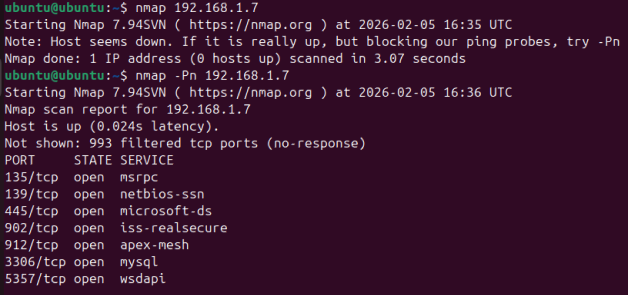 ubuntu@ubuntu:~$ nmap 192.168.1.7
Starting Nmap 7.94SVN ( https://nmap.org ) at 2026-02-05 16:35 UTC
Note: Host seems down. If it is really up, but blocking our ping probes, try -Pn
Nmap done: 1 IP address (0 hosts up) scanned in 3.07 seconds
ubuntu@ubuntu:~$ nmap -Pn 192.168.1.7
Starting Nmap 7.94SVN ( https://nmap.org ) at 2026-02-05 16:36 UTC
Nmap scan report for 192.168.1.7
Host is up (0.024s latency).
Not shown: 993 filtered tcp ports (no-response)
PORT     STATE SERVICE
135/tcp  open  msrpc
139/tcp  open  netbios-ssn
445/tcp  open  microsoft-ds
902/tcp  open  iss-realsecure
912/tcp  open  apex-mesh
3306/tcp open  mysql
5357/tcp open  wsdapi